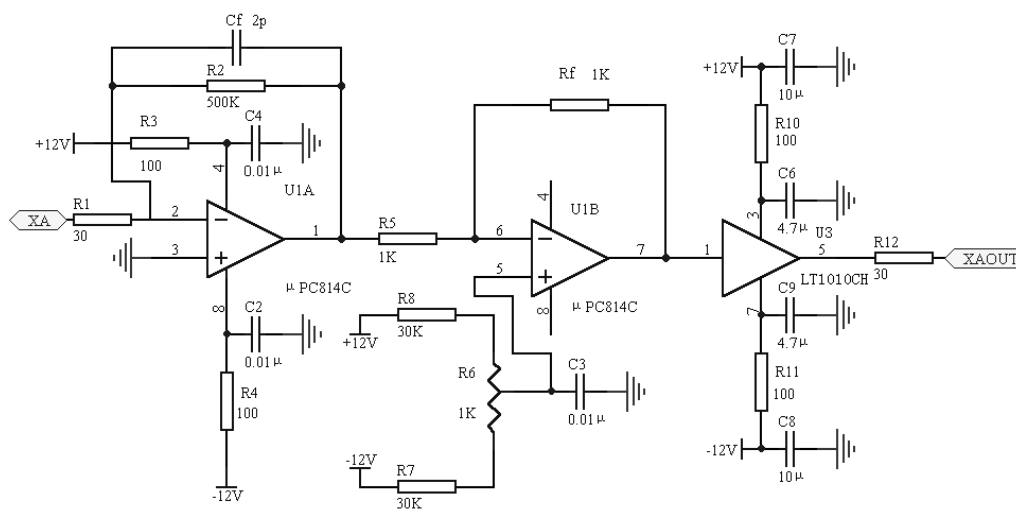 Cf 2p
R2
500K
C7
+12V
10μ
Rf 1K
R3
C4
+12V
100
0.01μ
4
R10
100
U1A
C6
3
4.7μ
U3
XA
R1
30
2
3
1
R5
1K
6
5
4
U1B
7
1
5
R12
30
XAOUT
LT1010CH
μPC814C
8
C2
0.01μ
R8
30K
+12V
8
μPC814C
7
C9
4.7μ
R4
100
R6
1K
C3
0.01μ
R11
100
-12V
-12V
R7
30K
-12V
C8
10μ